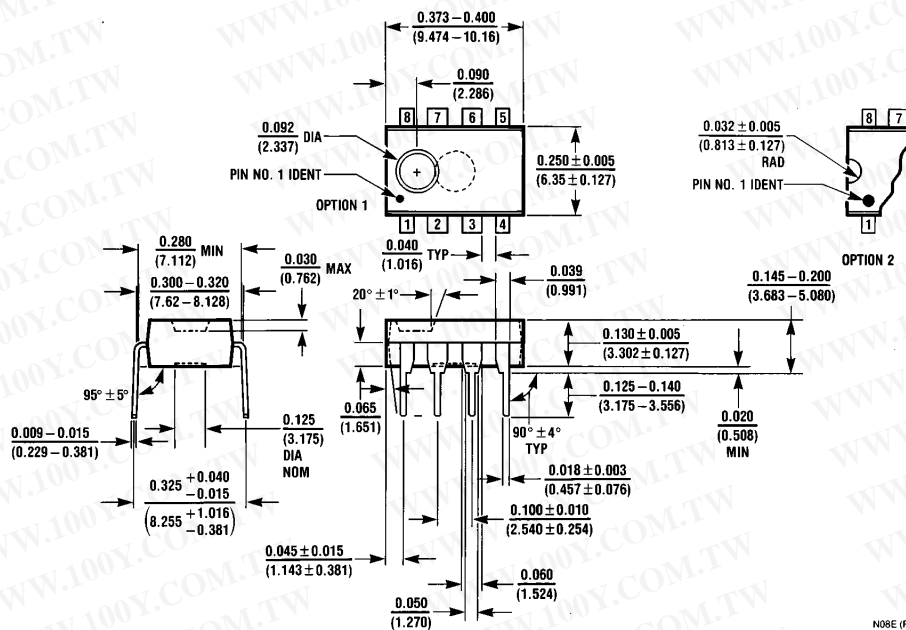 0.373 – 0.400
(9.474 – 10.16)
0.090
(2.286)
8 7 6 5
0.092 DIA
(2.337)
0.250 ± 0.005
(6.35 ± 0.127)
PIN NO. 1 IDENT
OPTION 1
1 2 3 4
0.032 ± 0.005
(0.813 ± 0.127)
RAD
8 7
PIN NO. 1 IDENT
1
OPTION 2
0.280 MIN
(7.112)
0.030 MAX
(0.762)
0.040 TYP
(1.016)
0.039
(0.991)
0.145 – 0.200
(3.683 – 5.080)
0.300 – 0.320
(7.62 – 8.128)
20° ± 1°
0.130 ± 0.005
(3.302 ± 0.127)
95° ± 5°
0.065
(1.651)
0.125 – 0.140
(3.175 – 3.556)
0.020
(0.508)
MIN
0.009 – 0.015
(0.229 – 0.381)
0.125
(3.175)
DIA
NOM
90° ± 4°
TYP
0.018 ± 0.003
(0.457 ± 0.076)
0.325 +0.040
–0.015
(8.255 +1.016
–0.381)
0.100 ± 0.010
(2.540 ± 0.254)
0.045 ± 0.015
(1.143 ± 0.381)
0.060
(1.524)
0.050
(1.270)
N08E
WWW.100Y.COM.TW